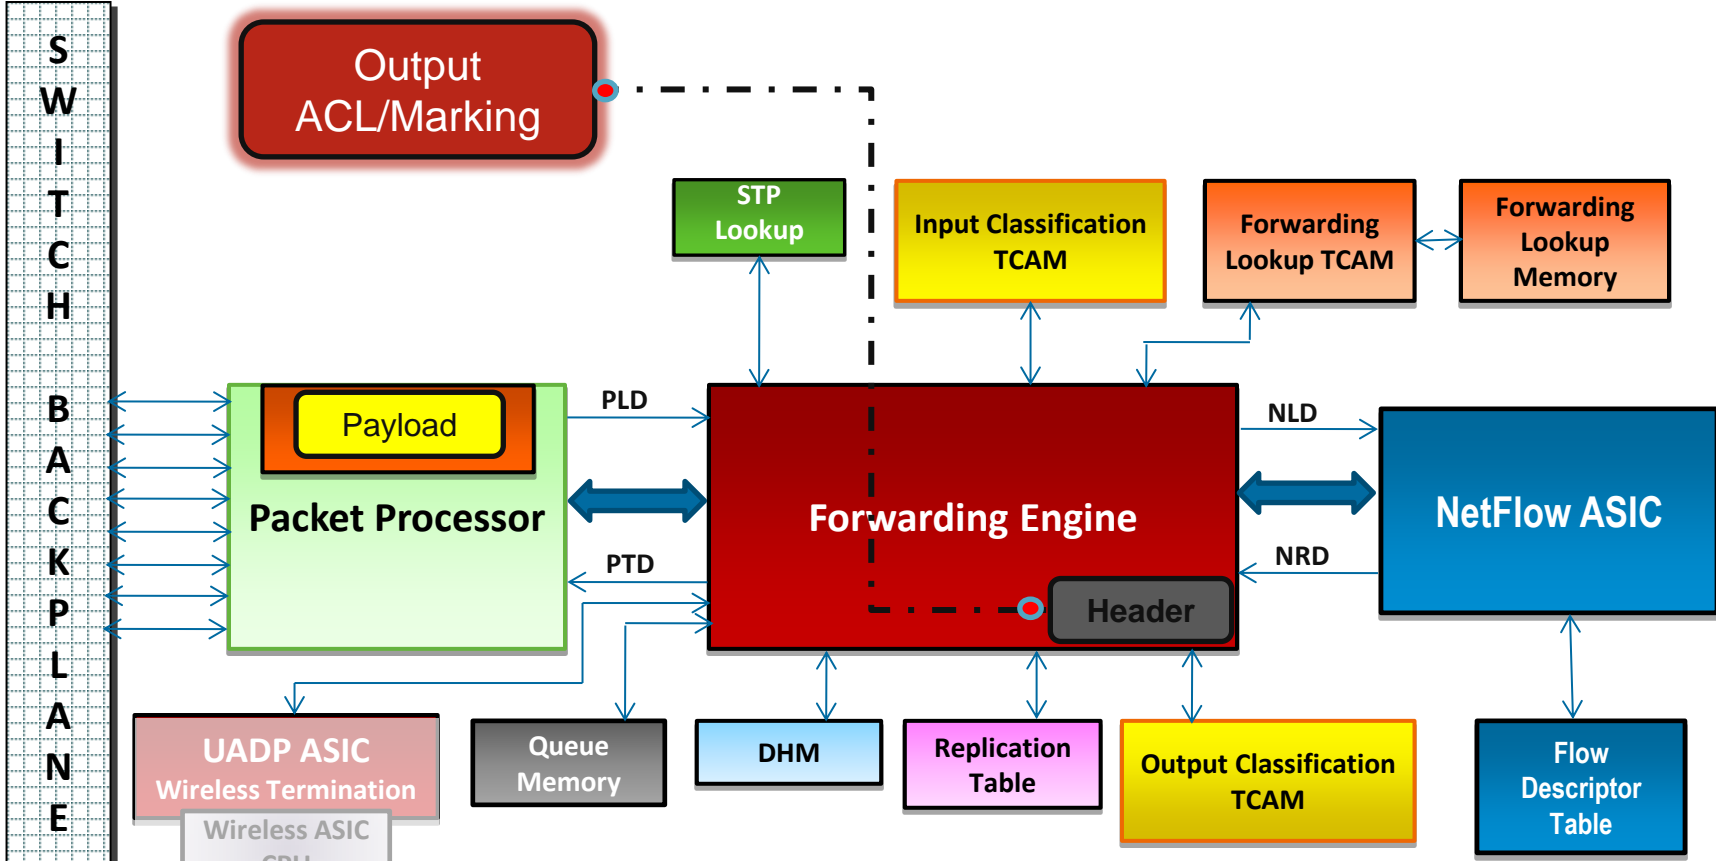 SWITCH BACKPLANE
Output
ACL/Marking
STP
Lookup
Input Classification
TCAM
Forwarding
Lookup TCAM
Forwarding
Lookup
Memory
Payload
PLD
NLD
Packet Processor
Forwarding Engine
NetFlow ASIC
PTD
NRD
Header
UADP ASIC
Wireless Termination
Wireless ASIC
CPU
Queue
Memory
DHM
Replication
Table
Output Classification
TCAM
Flow
Descriptor
Table